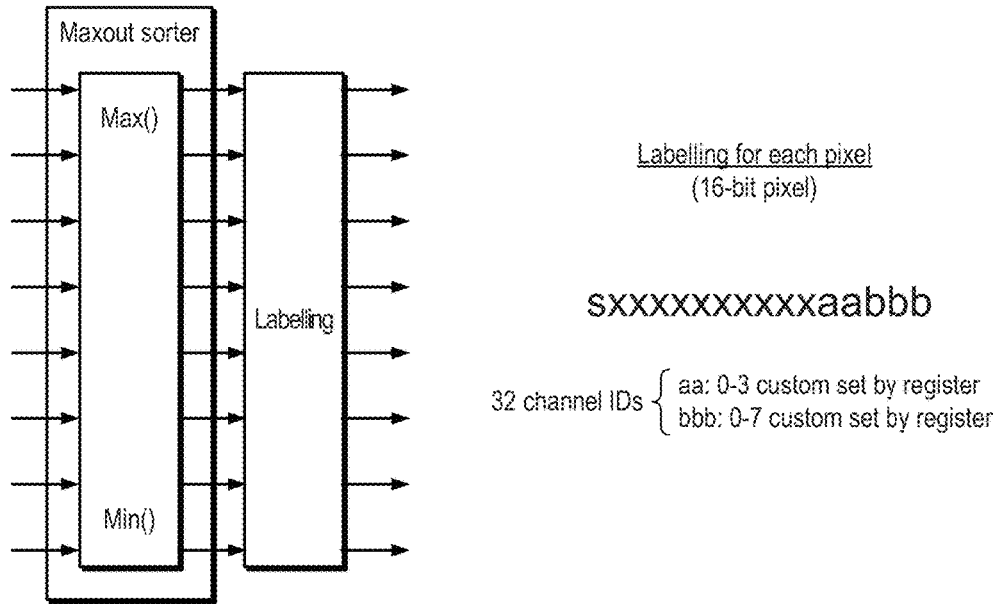 Maxout sorter
Max()
Min()
Labelling
Labelling for each pixel
(16-bit pixel)
sxxxxxxxxxxaabbb
32 channel IDs
aa: 0-3 custom set by register
bbb: 0-7 custom set by register